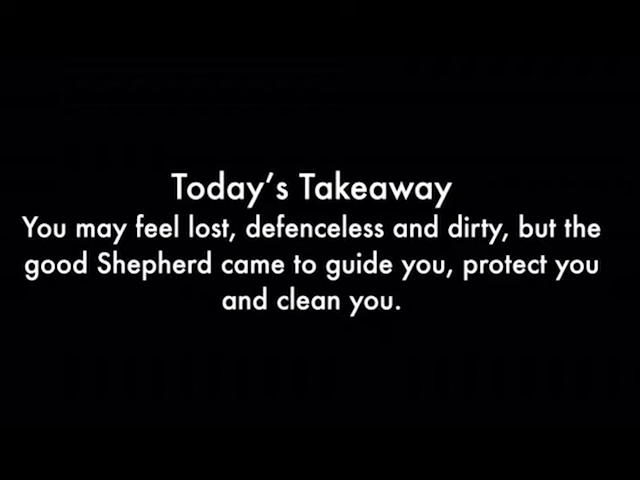 Today's Takeaway
You may feel lost, defenceless and dirty, but the
good Shepherd came to guide you, protect you
and clean you.